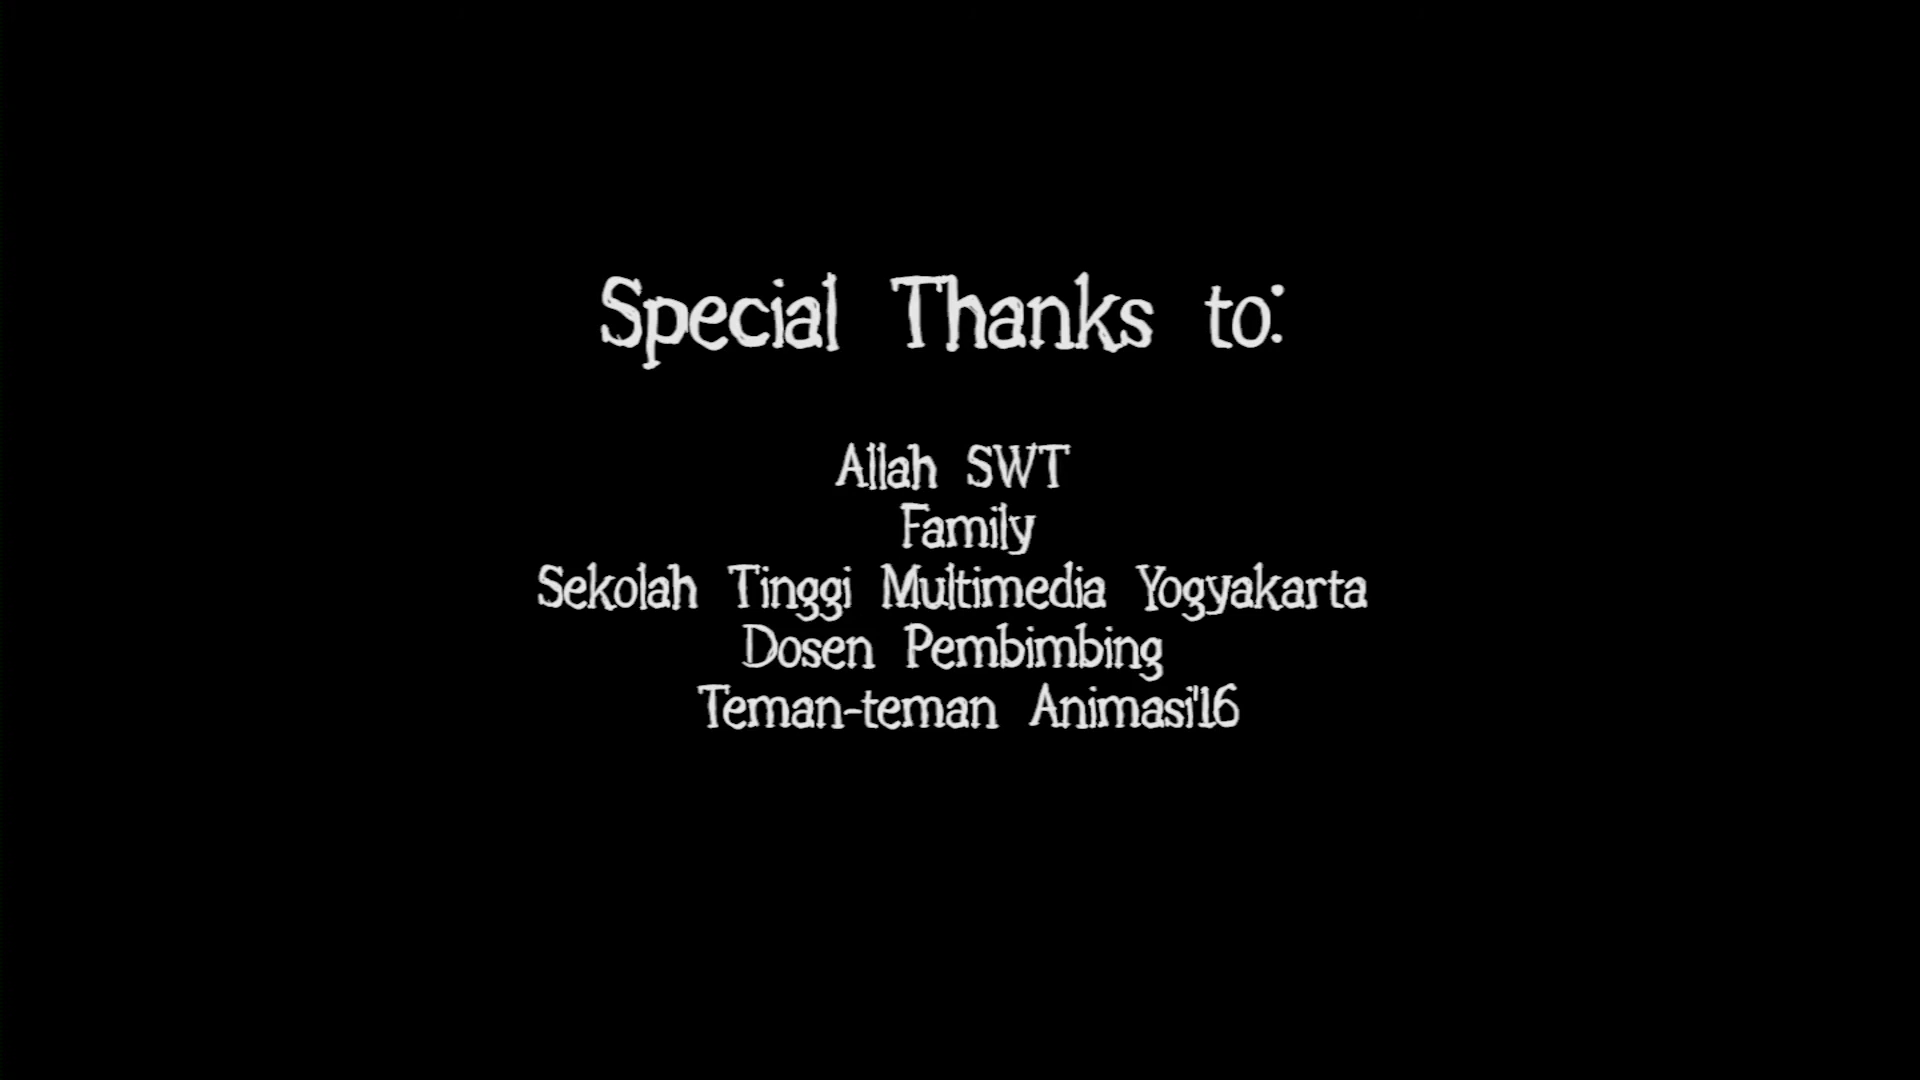 Special Thanks to:
Allah SWT
Family
Sekolah Tinggi Multimedia Yogyakarta
Dosen Pembimbing
Teman-teman Animasi'16